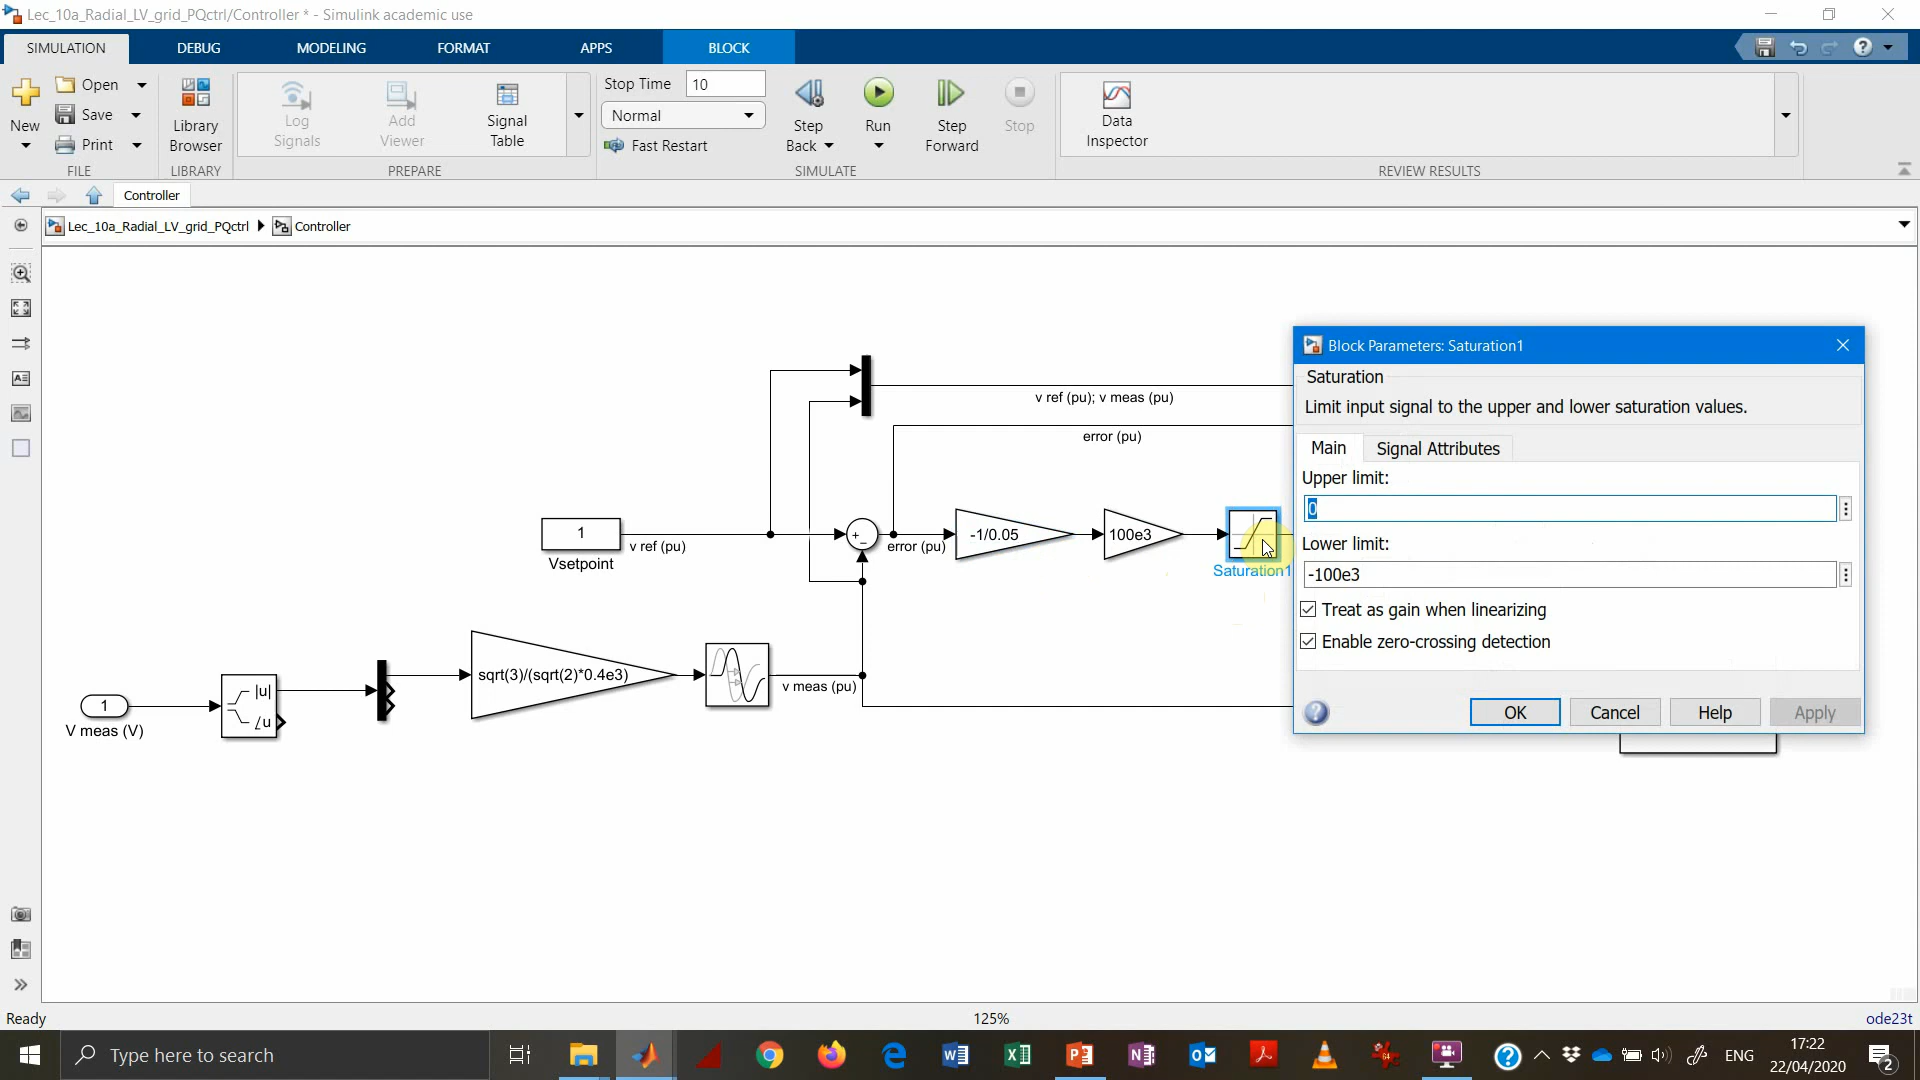 Lec_10a_Radial_LV_grid_PQctrl/Controller * - Simulink academic use
SIMULATION DEBUG MODELING FORMAT APPS BLOCK
New
Open
Save
Print
FILE
Library
Browser
LIBRARY
Log
Signals
Add
Viewer
Signal
Table
PREPARE
Stop Time 10
Normal
Fast Restart
Step
Back
Run
Step
Forward
Stop
SIMULATE
Data
Inspector
REVIEW RESULTS
Controller
Lec_10a_Radial_LV_grid_PQctrl Controller
v ref (pu); v meas (pu)
error (pu)
1
Vsetpoint
v ref (pu)
+
-
error (pu)
-1/0.05
100e3
Saturation1
1
V meas (V)
|u|
∠u
sqrt(3)/(sqrt(2)*0.4e3)
v meas (pu)
Block Parameters: Saturation1
Saturation
Limit input signal to the upper and lower saturation values.
Main Signal Attributes
Upper limit:
0
Lower limit:
-100e3
Treat as gain when linearizing
Enable zero-crossing detection
OK Cancel Help Apply
Ready 125% ode23t
Type here to search
ENG
17:22
22/04/2020
2